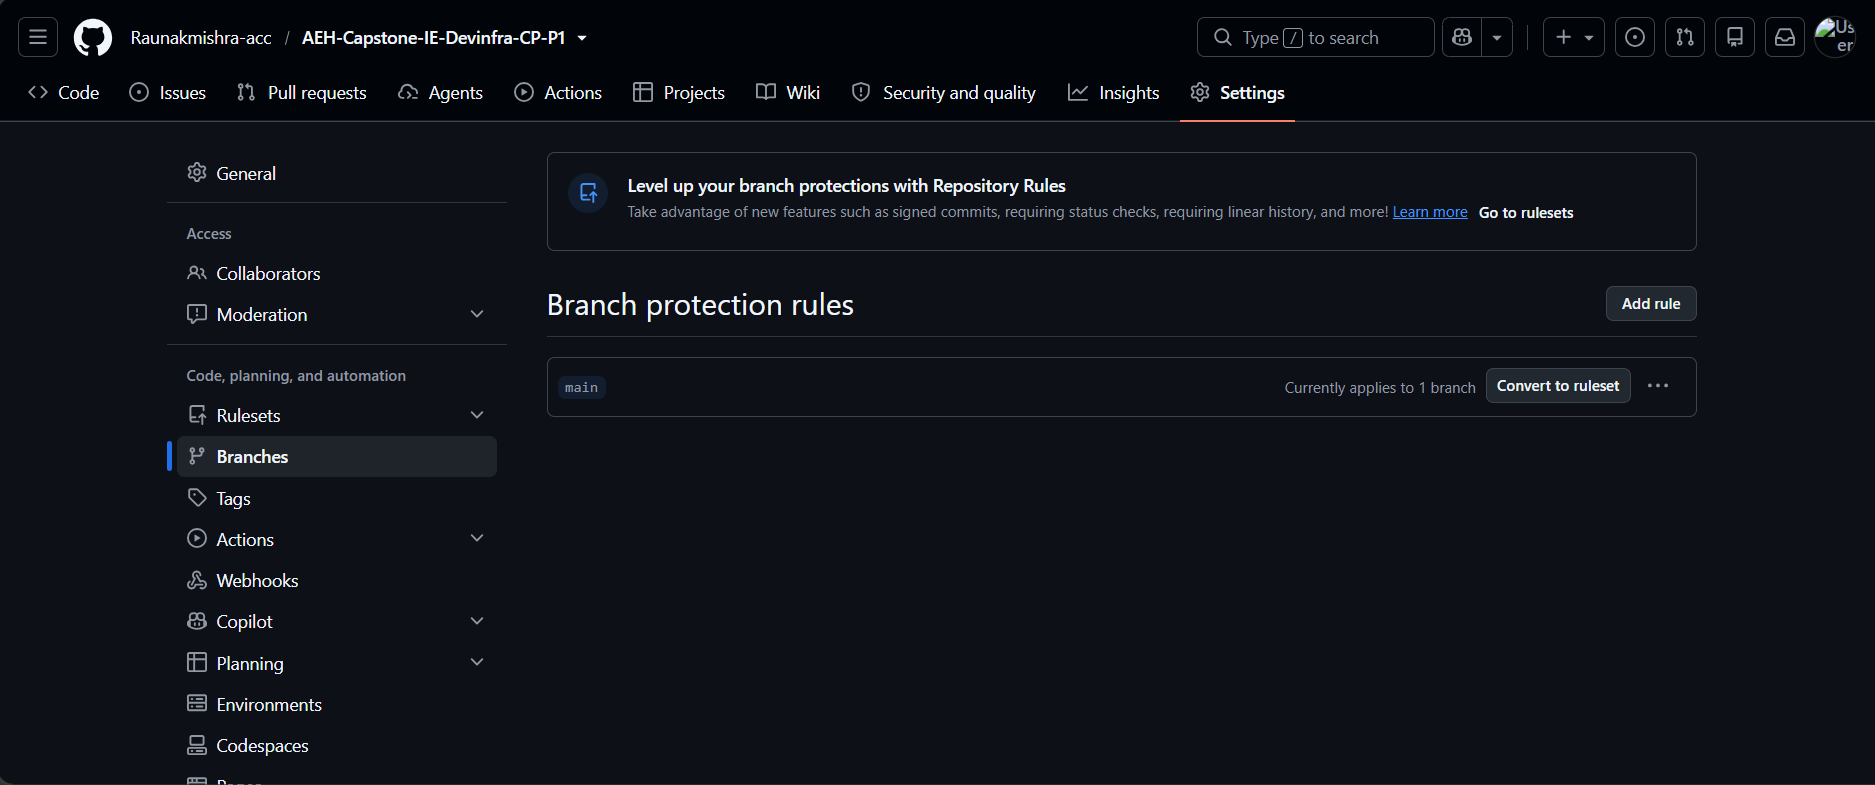 Raunakmishra-acc / AEH-Capstone-IE-Devinfra-CP-P1
Type / to search
User
Code
Issues
Pull requests
Agents
Actions
Projects
Wiki
Security and quality
Insights
Settings
General
Access
Collaborators
Moderation
Code, planning, and automation
Rulesets
Branches
Tags
Actions
Webhooks
Copilot
Planning
Environments
Codespaces
Level up your branch protections with Repository Rules
Take advantage of new features such as signed commits, requiring status checks, requiring linear history, and more! Learn more Go to rulesets
Branch protection rules
Add rule
main
Currently applies to 1 branch
Convert to ruleset